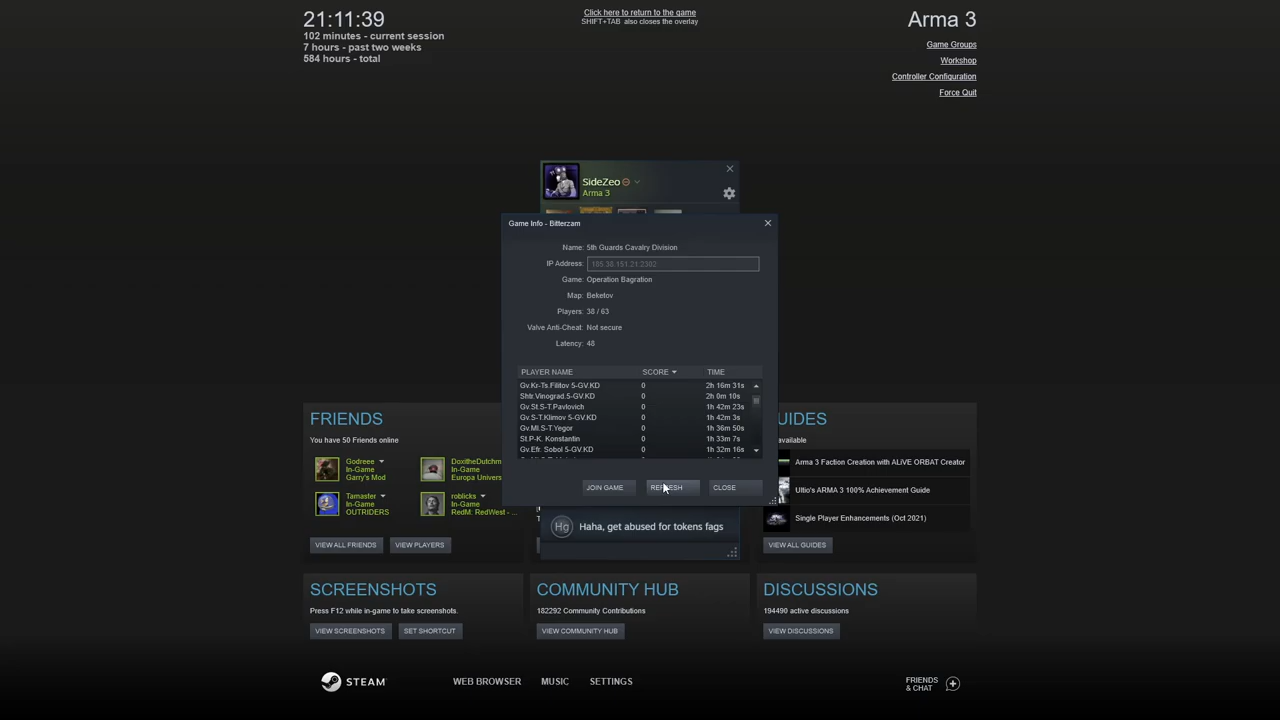 21:11:39
102 minutes - current session
7 hours - past two weeks
584 hours - total
Click here to return to the game
SHIFT+TAB also closes the overlay
Arma 3
Game Groups
Workshop
Controller Configuration
Force Quit
SideZeo
Arma 3
Game Info - Bitterzam
Name: 5th Guards Cavalry Division
IP Address: 185.38.151.21:2302
Game: Operation Bagration
Map: Bekelov
Players: 38 / 63
Valve Anti-Cheat: Not secure
Latency: 48
PLAYER NAME SCORE TIME
Gv.Kr-Ts.Filitov 5-GV.KD 0 2h 16m 31s
Shtr.Vinograd.5-GV.KD 0 2h 0m 10s
Gv.St.S-T.Pavlovich 0 1h 42m 23s
Gv.S-T.Klimov 5-GV.KD 0 1h 42m 3s
Gv.Ml.S-T.Yegor 0 1h 36m 50s
St.P-K. Konstantin 0 1h 33m 7s
Gv.Efr. Sobol 5-GV.KD 0 1h 32m 16s
JOIN GAME REFRESH CLOSE
FRIENDS
You have 50 Friends online
Godreee
In-Game
Garry's Mod
DoxitheDutchm
In-Game
Europa Univers
Tamaster
In-Game
OUTRIDERS
roblicks
In-Game
RedM: RedWest - ...
VIEW ALL FRIENDS VIEW PLAYERS
Hg Haha, get abused for tokens fags
UIDES
available
Arma 3 Faction Creation with ALiVE ORBAT Creator
Ultio's ARMA 3 100% Achievement Guide
Single Player Enhancements (Oct 2021)
VIEW ALL GUIDES
SCREENSHOTS
Press F12 while in-game to take screenshots.
VIEW SCREENSHOTS SET SHORTCUT
COMMUNITY HUB
182292 Community Contributions
VIEW COMMUNITY HUB
DISCUSSIONS
194490 active discussions
VIEW DISCUSSIONS
STEAM
WEB BROWSER MUSIC SETTINGS
FRIENDS
& CHAT